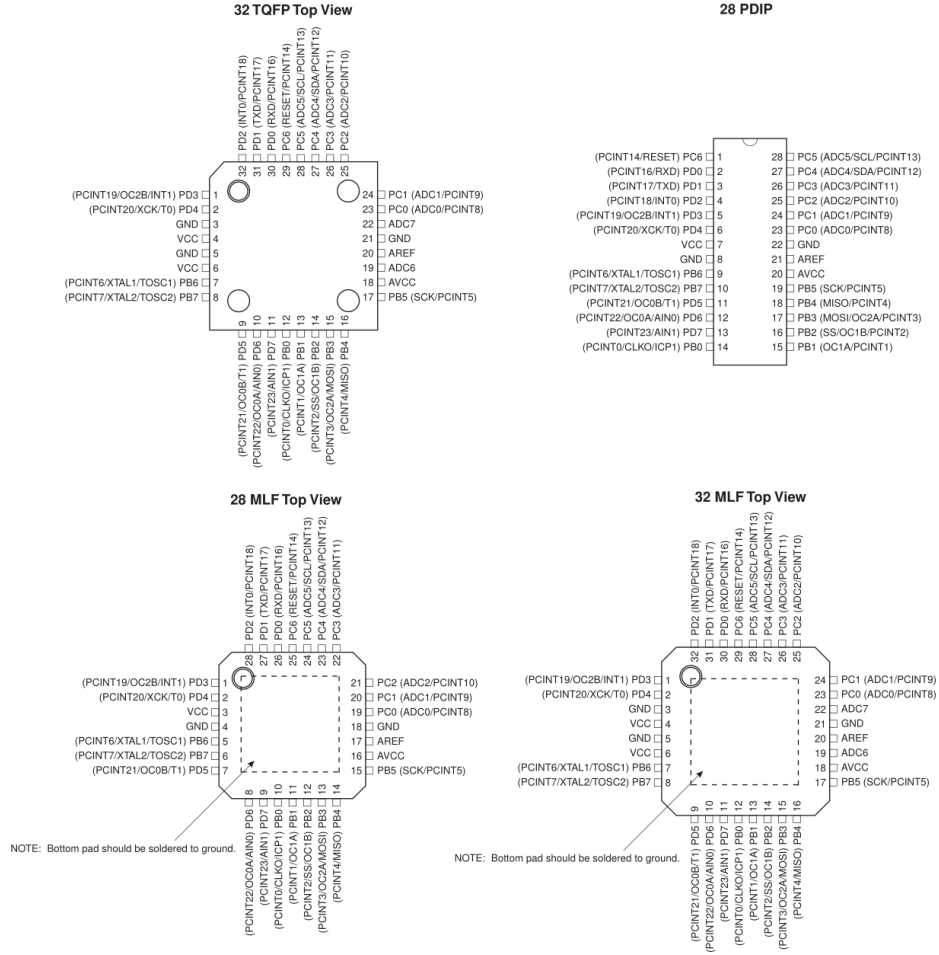 32 TQFP Top View
32 PD2 (INT0/PCINT18)
31 PD1 (TXD/PCINT17)
30 PD0 (RXD/PCINT16)
29 PC6 (RESET/PCINT14)
28 PC5 (ADC5/SCL/PCINT13)
27 PC4 (ADC4/SDA/PCINT12)
26 PC3 (ADC3/PCINT11)
25 PC2 (ADC2/PCINT10)
(PCINT19/OC2B/INT1) PD3 1
(PCINT20/XCK/T0) PD4 2
GND 3
VCC 4
GND 5
VCC 6
(PCINT6/XTAL1/TOSC1) PB6 7
(PCINT7/XTAL2/TOSC2) PB7 8
24 PC1 (ADC1/PCINT9)
23 PC0 (ADC0/PCINT8)
22 ADC7
21 GND
20 AREF
19 ADC6
18 AVCC
17 PB5 (SCK/PCINT5)
(PCINT21/OC0B/T1) PD5 9
(PCINT22/OC0A/AIN0) PD6 10
(PCINT23/AIN1) PD7 11
(PCINT0/CLKO/ICP1) PB0 12
(PCINT1/OC1A) PB1 13
(PCINT2/SS/OC1B) PB2 14
(PCINT3/OC2A/MOSI) PB3 15
(PCINT4/MISO) PB4 16
28 PDIP
(PCINT14/RESET) PC6 1
(PCINT16/RXD) PD0 2
(PCINT17/TXD) PD1 3
(PCINT18/INT0) PD2 4
(PCINT19/OC2B/INT1) PD3 5
(PCINT20/XCK/T0) PD4 6
VCC 7
GND 8
(PCINT6/XTAL1/TOSC1) PB6 9
(PCINT7/XTAL2/TOSC2) PB7 10
(PCINT21/OC0B/T1) PD5 11
(PCINT22/OC0A/AIN0) PD6 12
(PCINT23/AIN1) PD7 13
(PCINT0/CLKO/ICP1) PB0 14
28 PC5 (ADC5/SCL/PCINT13)
27 PC4 (ADC4/SDA/PCINT12)
26 PC3 (ADC3/PCINT11)
25 PC2 (ADC2/PCINT10)
24 PC1 (ADC1/PCINT9)
23 PC0 (ADC0/PCINT8)
22 GND
21 AREF
20 AVCC
19 PB5 (SCK/PCINT5)
18 PB4 (MISO/PCINT4)
17 PB3 (MOSI/OC2A/PCINT3)
16 PB2 (SS/OC1B/PCINT2)
15 PB1 (OC1A/PCINT1)
28 MLF Top View
28 PD2 (INT0/PCINT18)
27 PD1 (TXD/PCINT17)
26 PD0 (RXD/PCINT16)
25 PC6 (RESET/PCINT14)
24 PC5 (ADC5/SCL/PCINT13)
23 PC4 (ADC4/SDA/PCINT12)
22 PC3 (ADC3/PCINT11)
(PCINT19/OC2B/INT1) PD3 1
(PCINT20/XCK/T0) PD4 2
VCC 3
GND 4
(PCINT6/XTAL1/TOSC1) PB6 5
(PCINT7/XTAL2/TOSC2) PB7 6
(PCINT21/OC0B/T1) PD5 7
21 PC2 (ADC2/PCINT10)
20 PC1 (ADC1/PCINT9)
19 PC0 (ADC0/PCINT8)
18 GND
17 AREF
16 AVCC
15 PB5 (SCK/PCINT5)
(PCINT22/OC0A/AIN0) PD6 8
(PCINT23/AIN1) PD7 9
(PCINT0/CLKO/ICP1) PB0 10
(PCINT1/OC1A) PB1 11
(PCINT2/SS/OC1B) PB2 12
(PCINT3/OC2A/MOSI) PB3 13
(PCINT4/MISO) PB4 14
NOTE: Bottom pad should be soldered to ground.
32 MLF Top View
32 PD2 (INT0/PCINT18)
31 PD1 (TXD/PCINT17)
30 PD0 (RXD/PCINT16)
29 PC6 (RESET/PCINT14)
28 PC5 (ADC5/SCL/PCINT13)
27 PC4 (ADC4/SDA/PCINT12)
26 PC3 (ADC3/PCINT11)
25 PC2 (ADC2/PCINT10)
(PCINT19/OC2B/INT1) PD3 1
(PCINT20/XCK/T0) PD4 2
GND 3
VCC 4
GND 5
VCC 6
(PCINT6/XTAL1/TOSC1) PB6 7
(PCINT7/XTAL2/TOSC2) PB7 8
24 PC1 (ADC1/PCINT9)
23 PC0 (ADC0/PCINT8)
22 ADC7
21 GND
20 AREF
19 ADC6
18 AVCC
17 PB5 (SCK/PCINT5)
(PCINT21/OC0B/T1) PD5 9
(PCINT22/OC0A/AIN0) PD6 10
(PCINT23/AIN1) PD7 11
(PCINT0/CLKO/ICP1) PB0 12
(PCINT1/OC1A) PB1 13
(PCINT2/SS/OC1B) PB2 14
(PCINT3/OC2A/MOSI) PB3 15
(PCINT4/MISO) PB4 16
NOTE: Bottom pad should be soldered to ground.